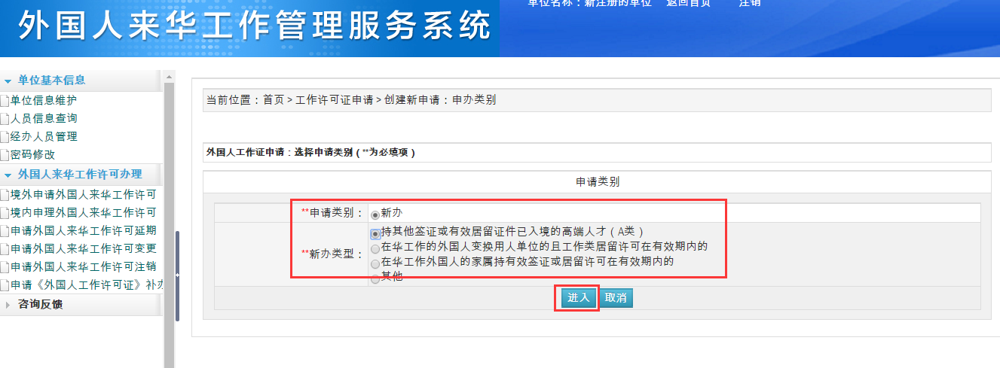 单位名称：新注册的单位 返回首页 注销
外国人来华工作管理服务系统
单位基本信息
单位信息维护
人员信息查询
经办人员管理
密码修改
外国人来华工作许可办理
境外申请外国人来华工作许可
境内申理外国人来华工作许可
申请外国人来华工作许可延期
申请外国人来华工作许可变更
申请外国人来华工作许可注销
申请《外国人工作许可证》补办
咨询反馈
当前位置：首页 > 工作许可证申请 > 创建新申请：申办类别
外国人工作证申请：选择申请类别（**为必填项）
申请类别
**申请类别： 新办
**新办类型：
持其他签证或有效居留证件已入境的高端人才（A类）
在华工作的外国人变换用人单位的且工作类居留许可在有效期内的
在华工作外国人的家属持有效签证或居留许可在有效期内的
其他
进入 取消